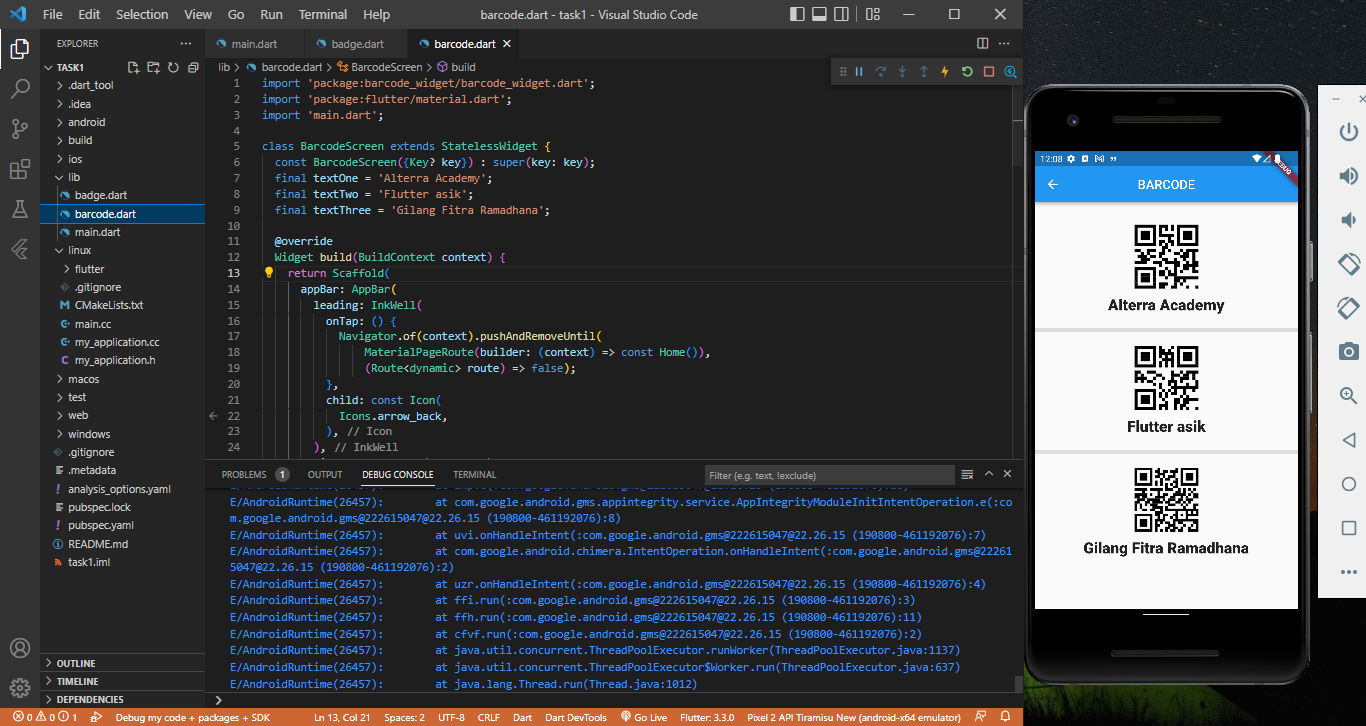 File Edit Selection View Go Run Terminal Help
barcode.dart - task1 - Visual Studio Code
EXPLORER
TASK1
.dart_tool
.idea
android
build
ios
lib
badge.dart
barcode.dart
main.dart
linux
flutter
.gitignore
CMakeLists.txt
main.cc
my_application.cc
my_application.h
macos
test
web
windows
.gitignore
.metadata
analysis_options.yaml
pubspec.lock
pubspec.yaml
README.md
task1.iml
OUTLINE
TIMELINE
DEPENDENCIES
main.dart badge.dart barcode.dart
lib > barcode.dart > BarcodeScreen > build
1 import 'package:barcode_widget/barcode_widget.dart';
2 import 'package:flutter/material.dart';
3 import 'main.dart';
4
5 class BarcodeScreen extends StatelessWidget {
6 const BarcodeScreen({Key? key}) : super(key: key);
7 final textOne = 'Alterra Academy';
8 final textTwo = 'Flutter asik';
9 final textThree = 'Gilang Fitra Ramadhana';
10
11 @override
12 Widget build(BuildContext context) {
13 return Scaffold(
14 appBar: AppBar(
15 leading: InkWell(
16 onTap: () {
17 Navigator.of(context).pushAndRemoveUntil(
18 MaterialPageRoute(builder: (context) => const Home()),
19 (Route<dynamic> route) => false);
20 },
21 child: const Icon(
22 Icons.arrow_back,
23 ), // Icon
24 ), // InkWell
PROBLEMS 1 OUTPUT DEBUG CONSOLE TERMINAL
Filter (e.g. text, !exclude)
E/AndroidRuntime(26457): at com.google.android.gms.appintegrity.service.AppIntegrityModuleInitIntentOperation.e(:co
m.google.android.gms@222615047@22.26.15 (190800-461192076):8)
E/AndroidRuntime(26457): at uvi.onHandleIntent(:com.google.android.gms@222615047@22.26.15 (190800-461192076):7)
E/AndroidRuntime(26457): at com.google.android.chimera.IntentOperation.onHandleIntent(:com.google.android.gms@22261
5047@22.26.15 (190800-461192076):2)
E/AndroidRuntime(26457): at uzr.onHandleIntent(:com.google.android.gms@222615047@22.26.15 (190800-461192076):4)
E/AndroidRuntime(26457): at ffi.run(:com.google.android.gms@222615047@22.26.15 (190800-461192076):3)
E/AndroidRuntime(26457): at ffh.run(:com.google.android.gms@222615047@22.26.15 (190800-461192076):11)
E/AndroidRuntime(26457): at cfvf.run(:com.google.android.gms@222615047@22.26.15 (190800-461192076):2)
E/AndroidRuntime(26457): at java.util.concurrent.ThreadPoolExecutor.runWorker(ThreadPoolExecutor.java:1137)
E/AndroidRuntime(26457): at java.util.concurrent.ThreadPoolExecutor$Worker.run(ThreadPoolExecutor.java:637)
E/AndroidRuntime(26457): at java.lang.Thread.run(Thread.java:1012)
0 0 1 Debug my code + packages + SDK Ln 13, Col 21 Spaces: 2 UTF-8 CRLF Dart Dart DevTools Go Live Flutter: 3.3.0 Pixel 2 API Tiramisu New (android-x64 emulator)
12:08
DEBUG
BARCODE
Alterra Academy
Flutter asik
Gilang Fitra Ramadhana